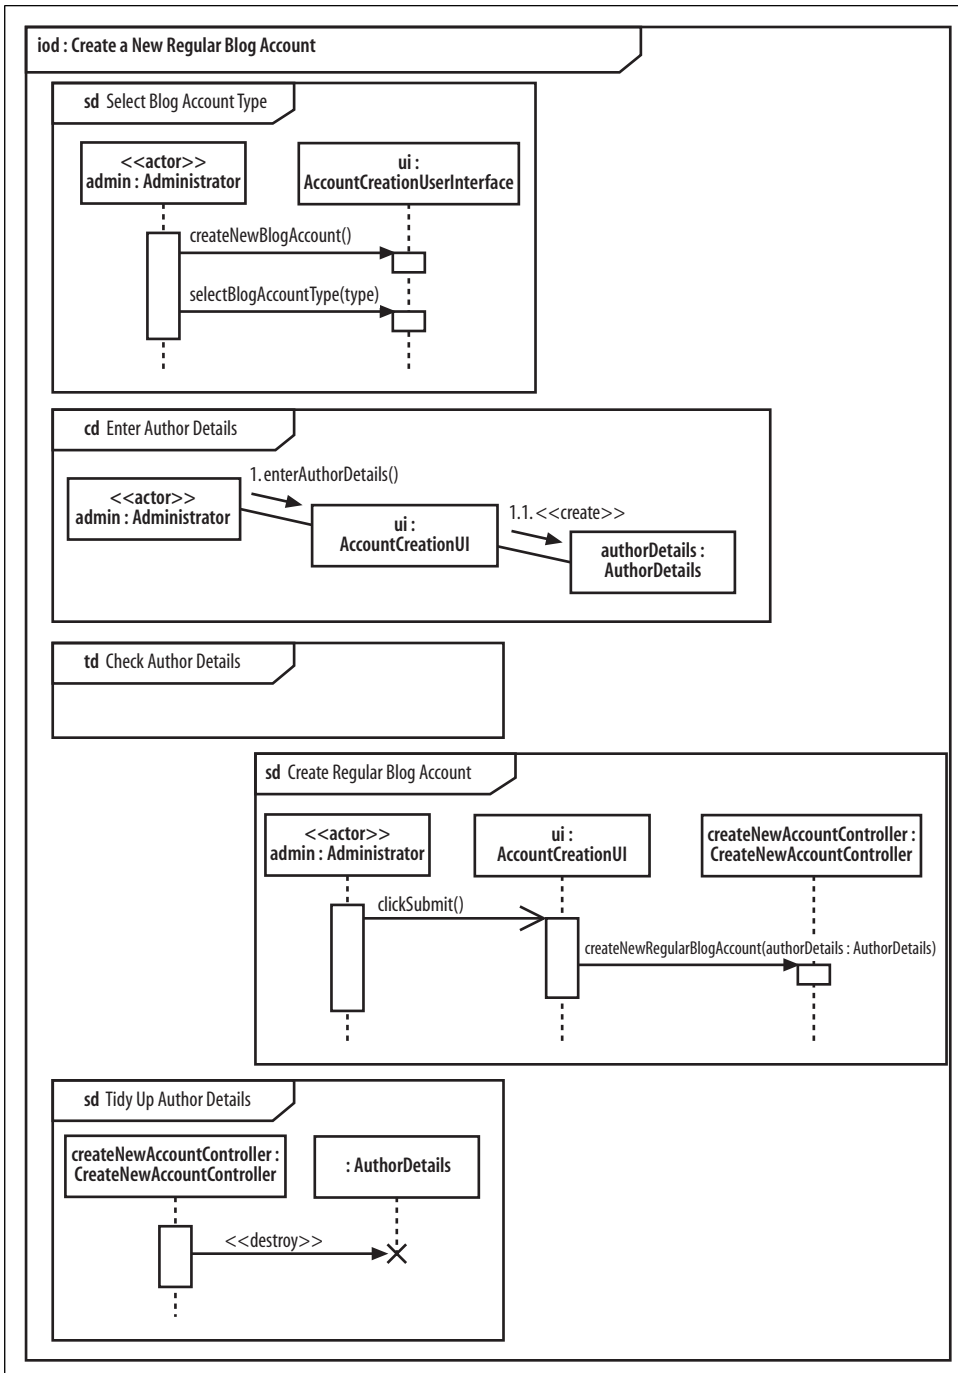 iod : Create a New Regular Blog Account
sd Select Blog Account Type
<<actor>>
admin : Administrator
ui :
AccountCreationUserInterface
createNewBlogAccount()
selectBlogAccountType(type)
cd Enter Author Details
1. enterAuthorDetails()
<<actor>>
admin : Administrator
ui :
AccountCreationUI
1.1. <<create>>
authorDetails :
AuthorDetails
td Check Author Details
sd Create Regular Blog Account
<<actor>>
admin : Administrator
ui :
AccountCreationUI
createNewAccountController :
CreateNewAccountController
clickSubmit()
createNewRegularBlogAccount(authorDetails : AuthorDetails)
sd Tidy Up Author Details
createNewAccountController :
CreateNewAccountController
: AuthorDetails
<<destroy>>